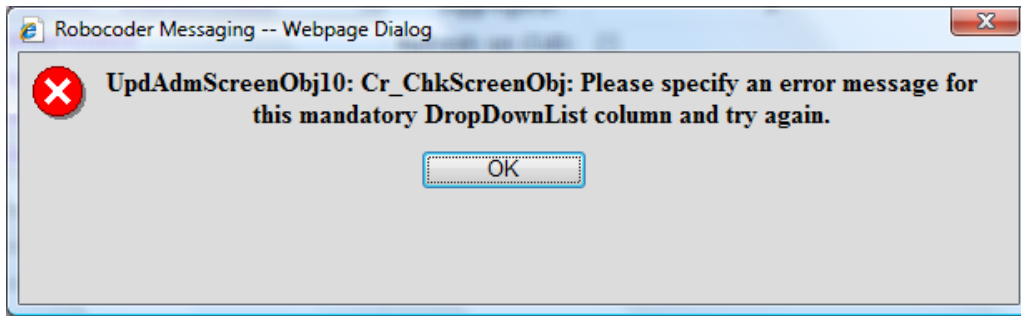 Robocoder Messaging -- Webpage Dialog
UpdAdmScreenObj10: Cr_ChkScreenObj: Please specify an error message for
this mandatory DropDownList column and try again.
OK